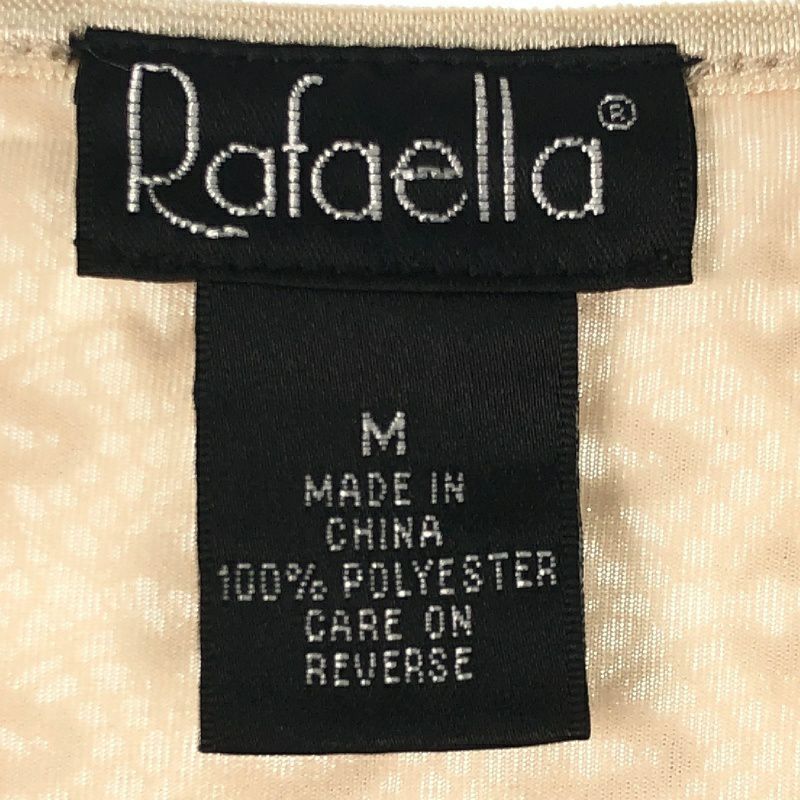 Rafaella®
M
MADE IN
CHINA
100% POLYESTER
CARE ON
REVERSE